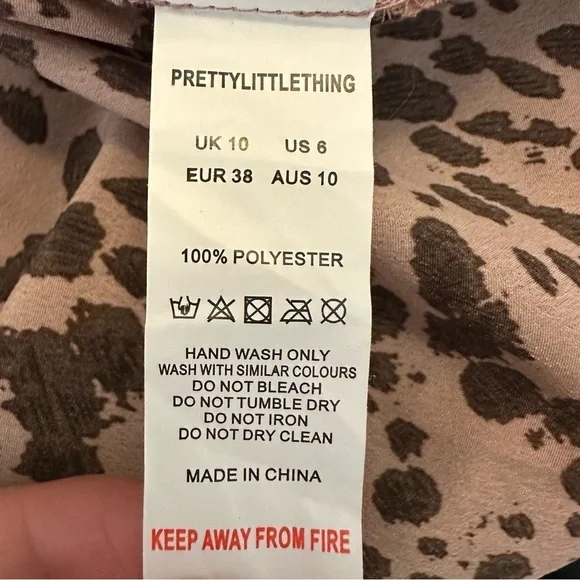 PRETTYLITTLETHING
UK 10 US 6
EUR 38 AUS 10
100% POLYESTER
HAND WASH ONLY
WASH WITH SIMILAR COLOURS
DO NOT BLEACH
DO NOT TUMBLE DRY
DO NOT IRON
DO NOT DRY CLEAN
MADE IN CHINA
KEEP AWAY FROM FIRE